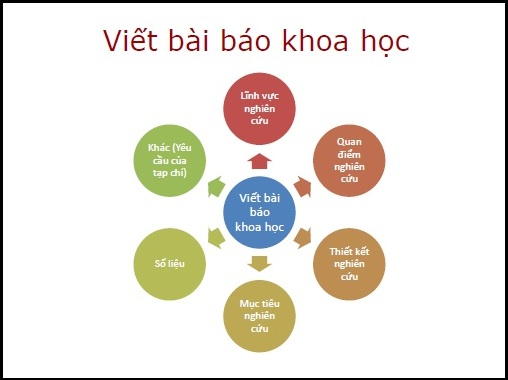 Viết bài báo khoa học
Lĩnh vực
nghiên
cứu
Quan
điểm
nghiên
cứu
Thiết kết
nghiên
cứu
Mục tiêu
nghiên
cứu
Số liệu
Khác (Yêu
cầu của
tạp chí)
Viết bài
báo
khoa học